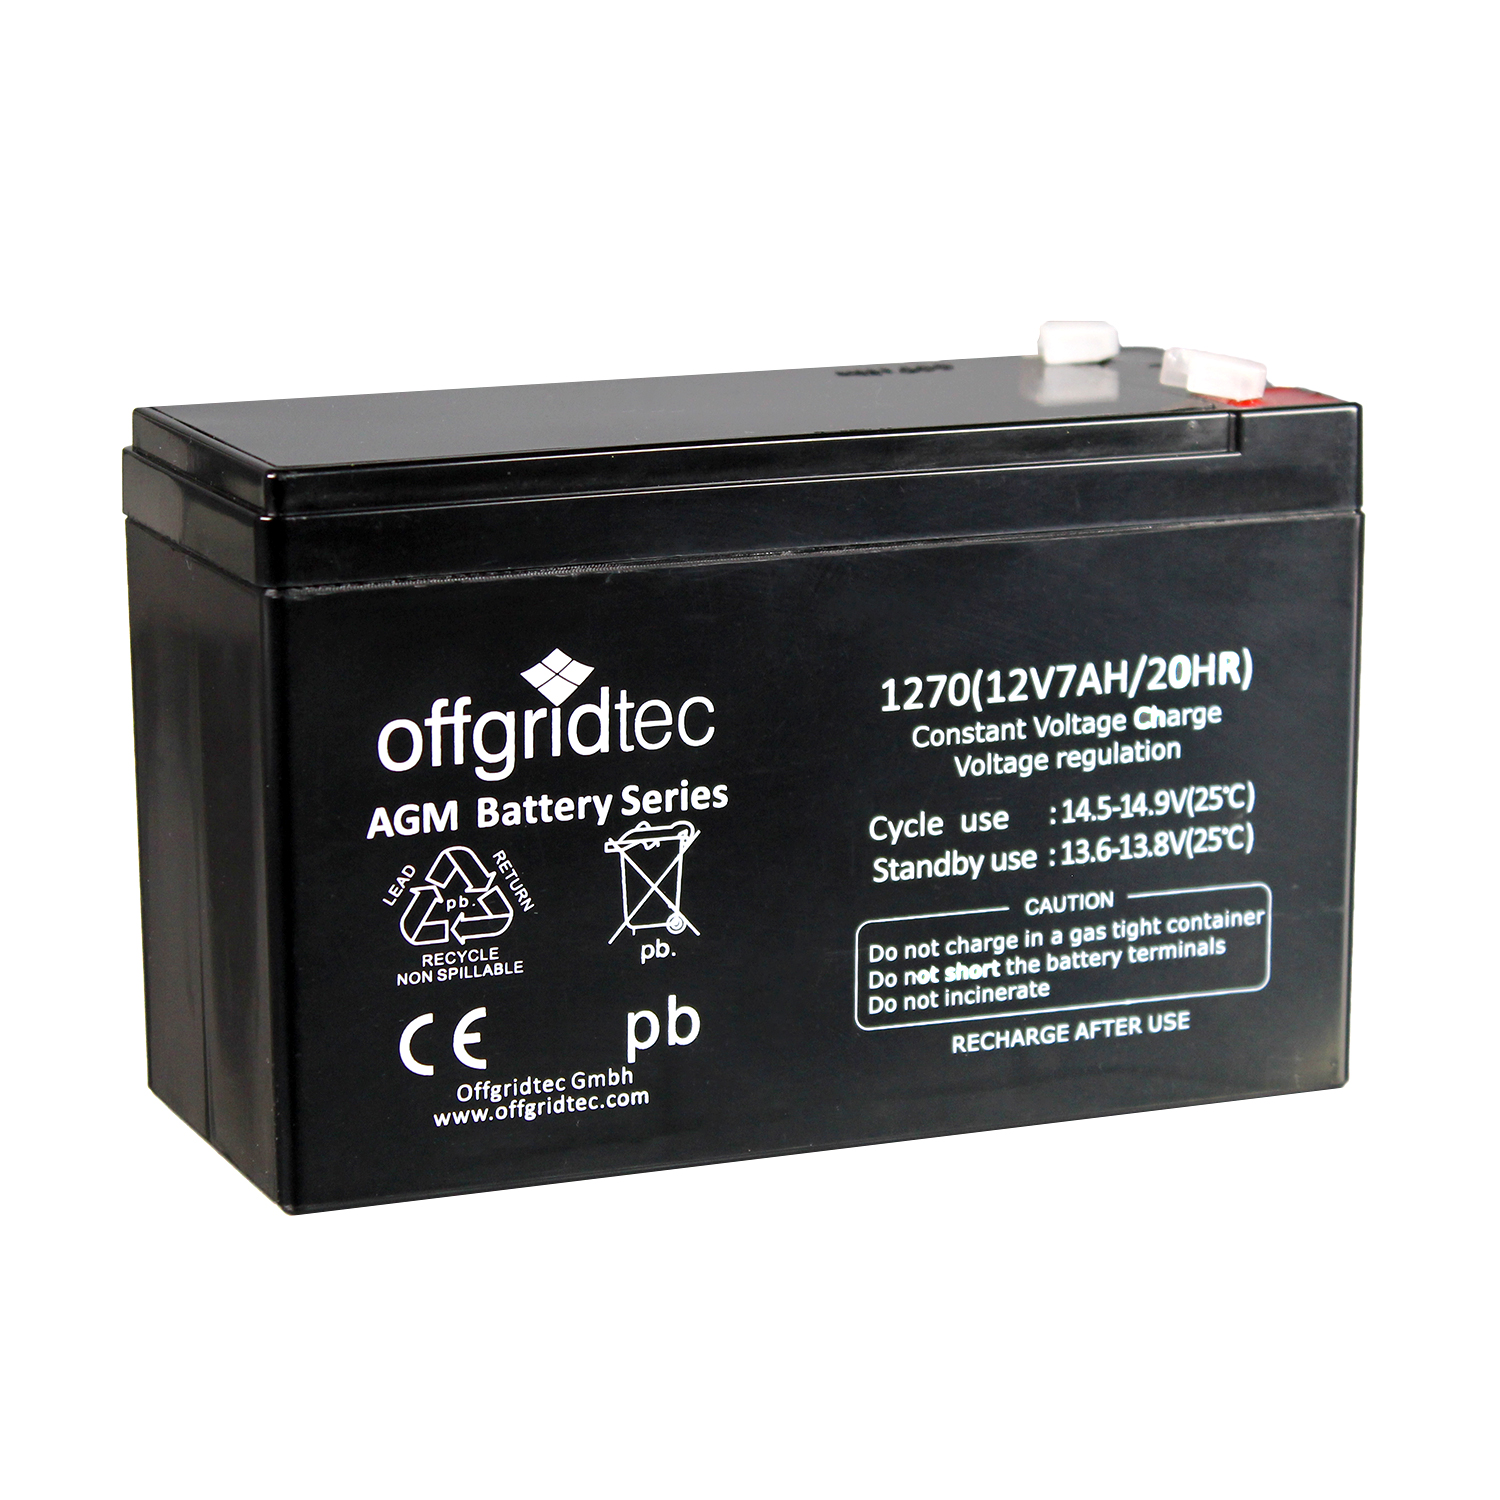 offgridtec
AGM Battery Series
LEAD
RETURN
pb.
RECYCLE
NON SPILLABLE
pb.
CE
pb
Offgridtec Gmbh
www.offgridtec.com
1270(12V7AH/20HR)
Constant Voltage Charge
Voltage regulation
Cycle use : 14.5-14.9V(25℃)
Standby use : 13.6-13.8V(25℃)
CAUTION
Do not charge in a gas tight container
Do not short the battery terminals
Do not incinerate
RECHARGE AFTER USE